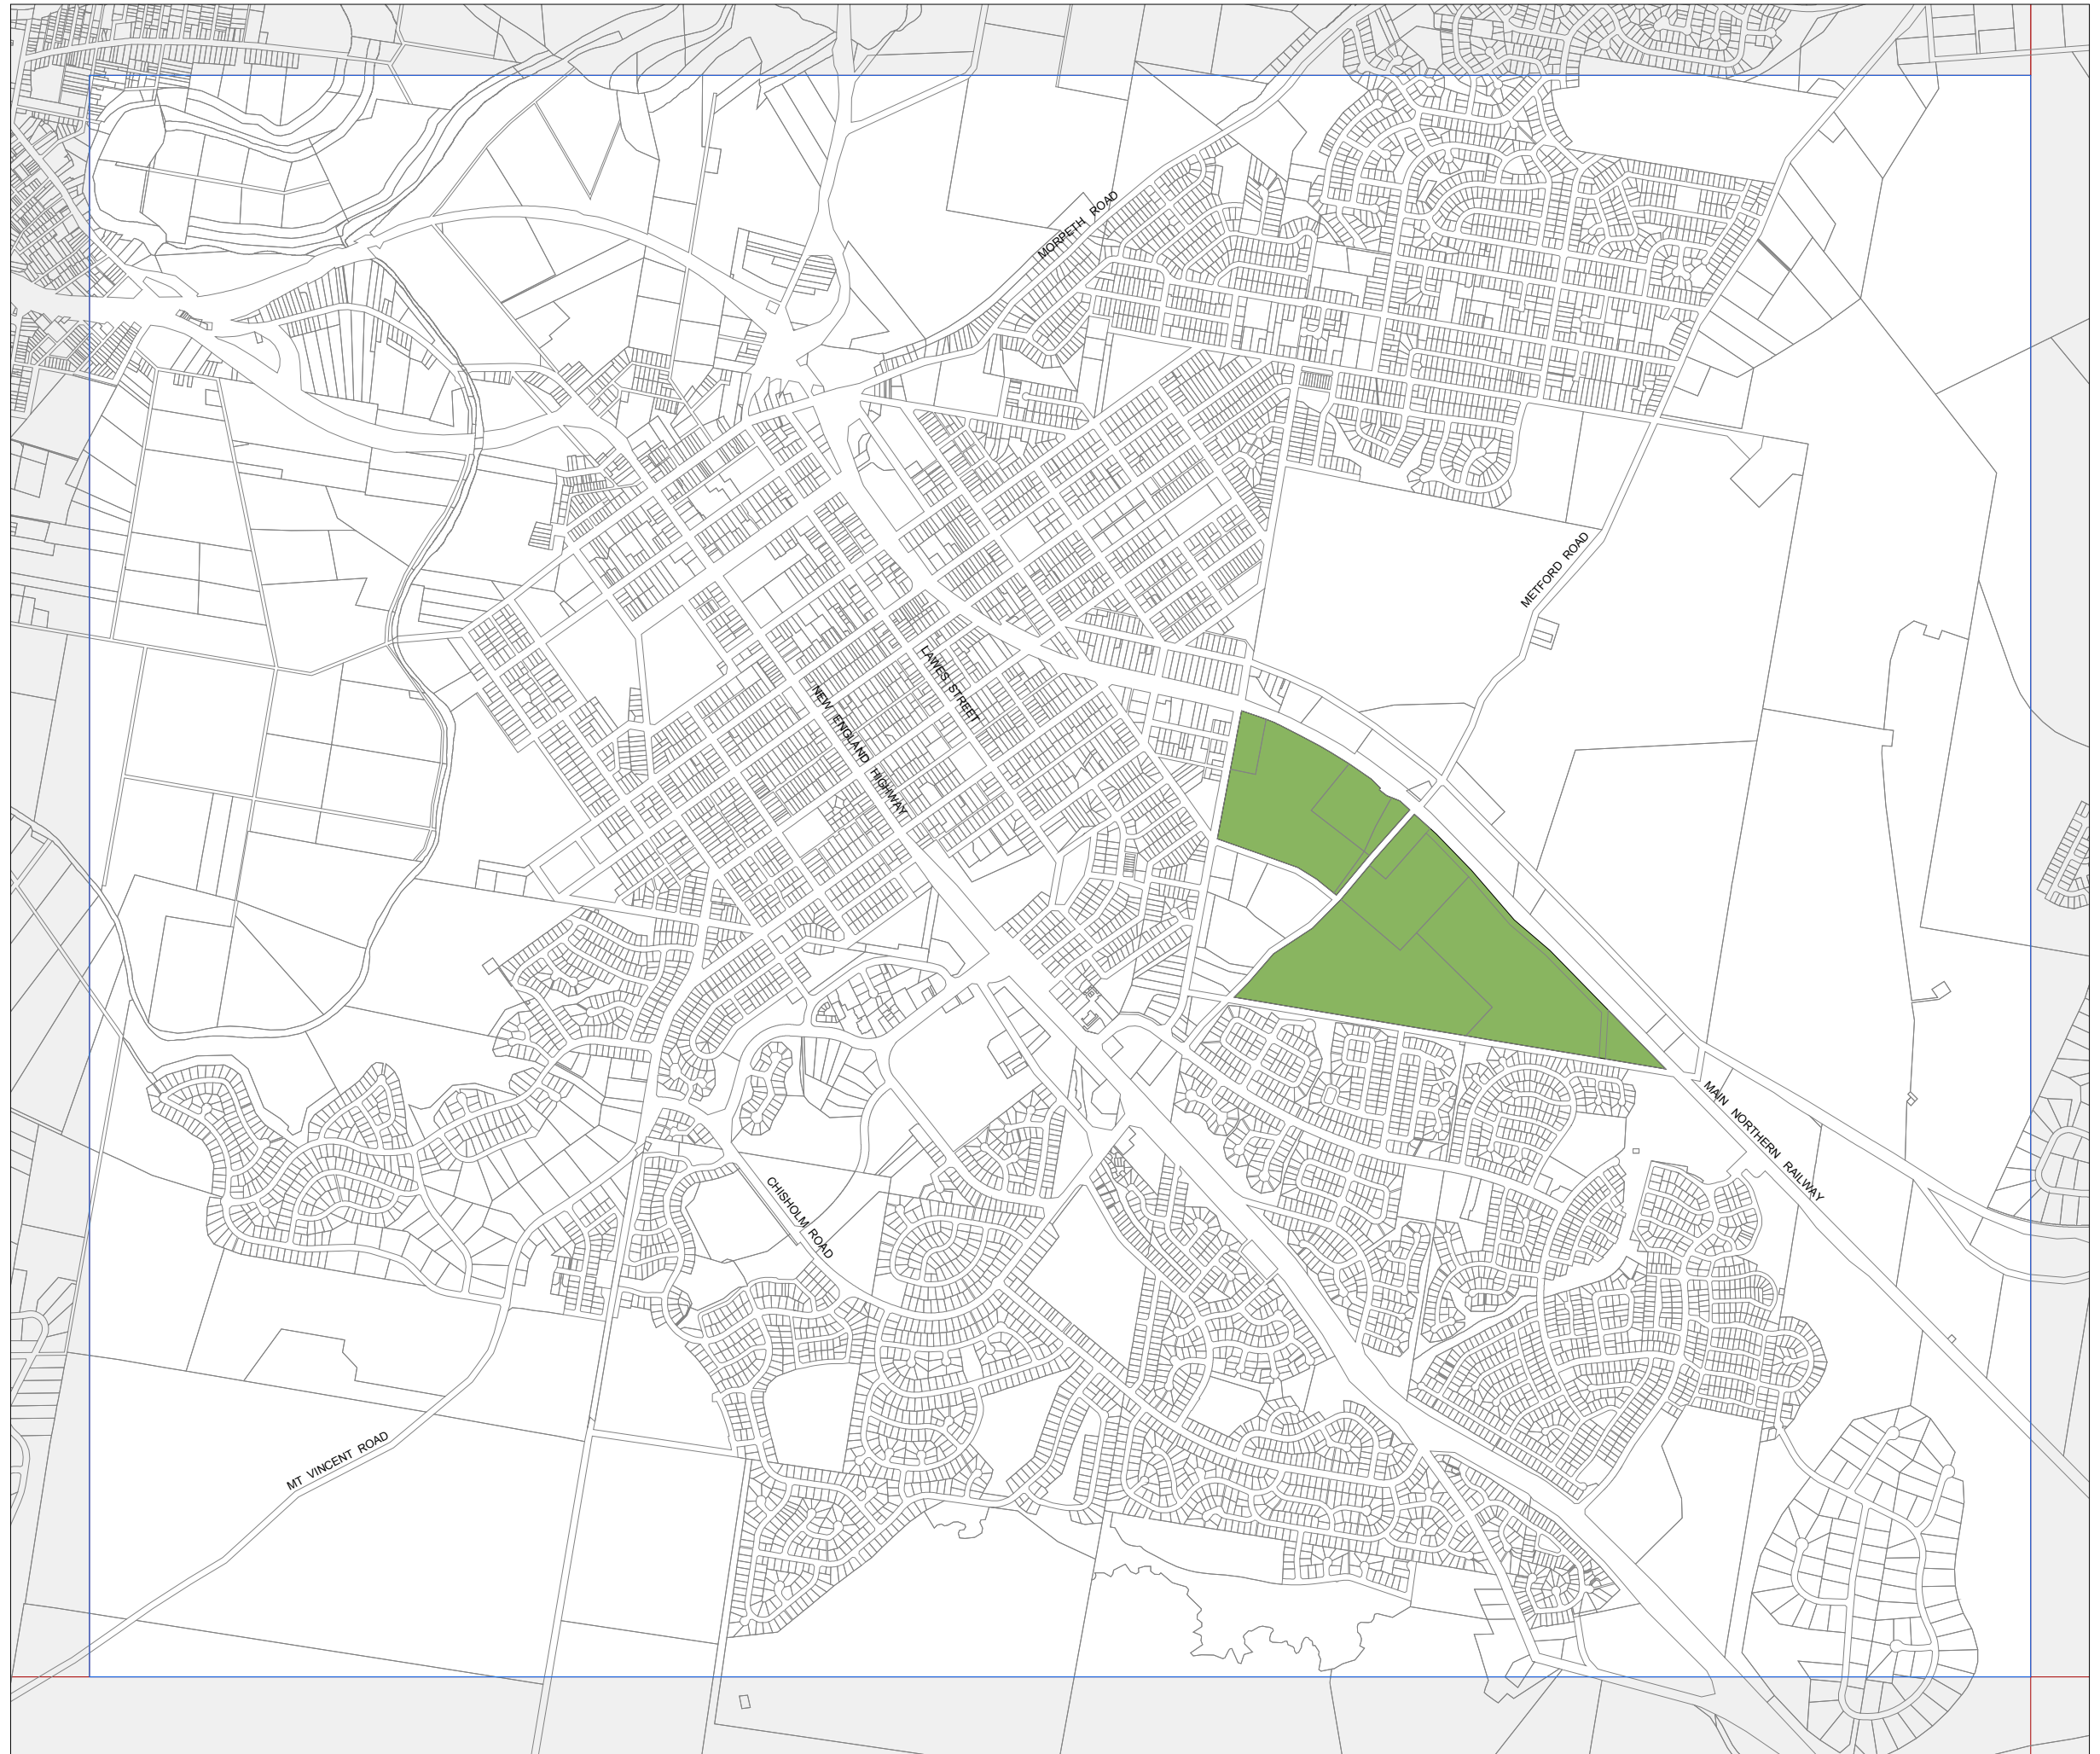 MORPETH ROAD
METFORD ROAD
LAWES STREET
NEW ENGLAND HIGHWAY
MAIN NORTHERN RAILWAY
CHISHOLM ROAD
MT VINCENT ROAD